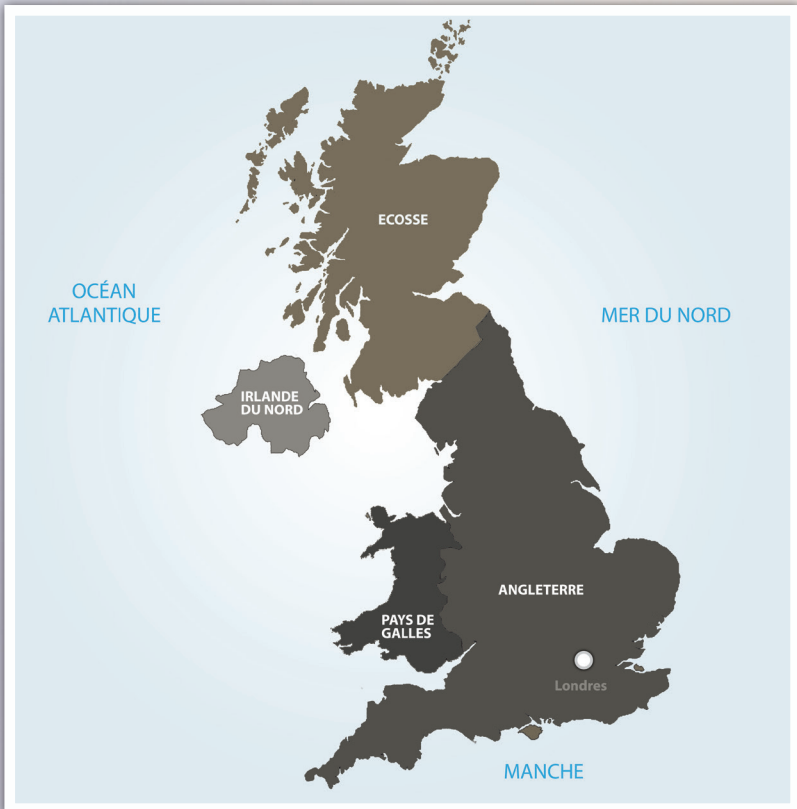 ECOSSE
OCÉAN
ATLANTIQUE
MER DU NORD
IRLANDE
DU NORD
ANGLETERRE
PAYS DE
GALLES
Londres
MANCHE